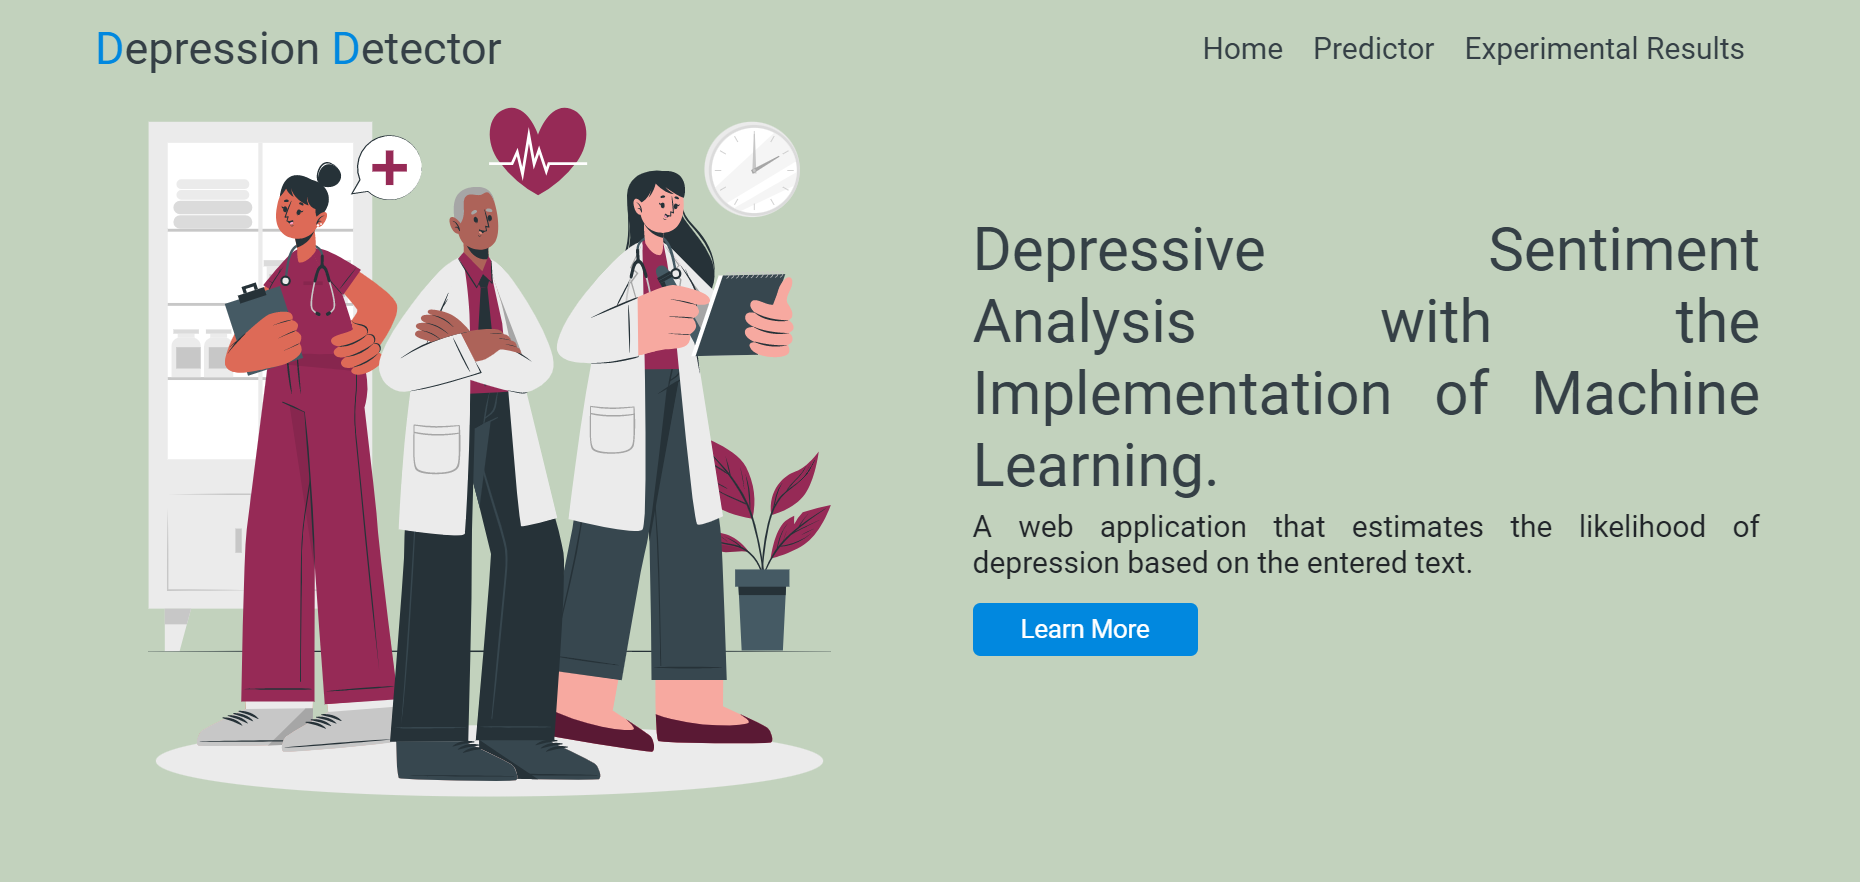 Depression Detector
Home Predictor Experimental Results
Depressive Sentiment
Analysis with the
Implementation of Machine
Learning.
A web application that estimates the likelihood of
depression based on the entered text.
Learn More